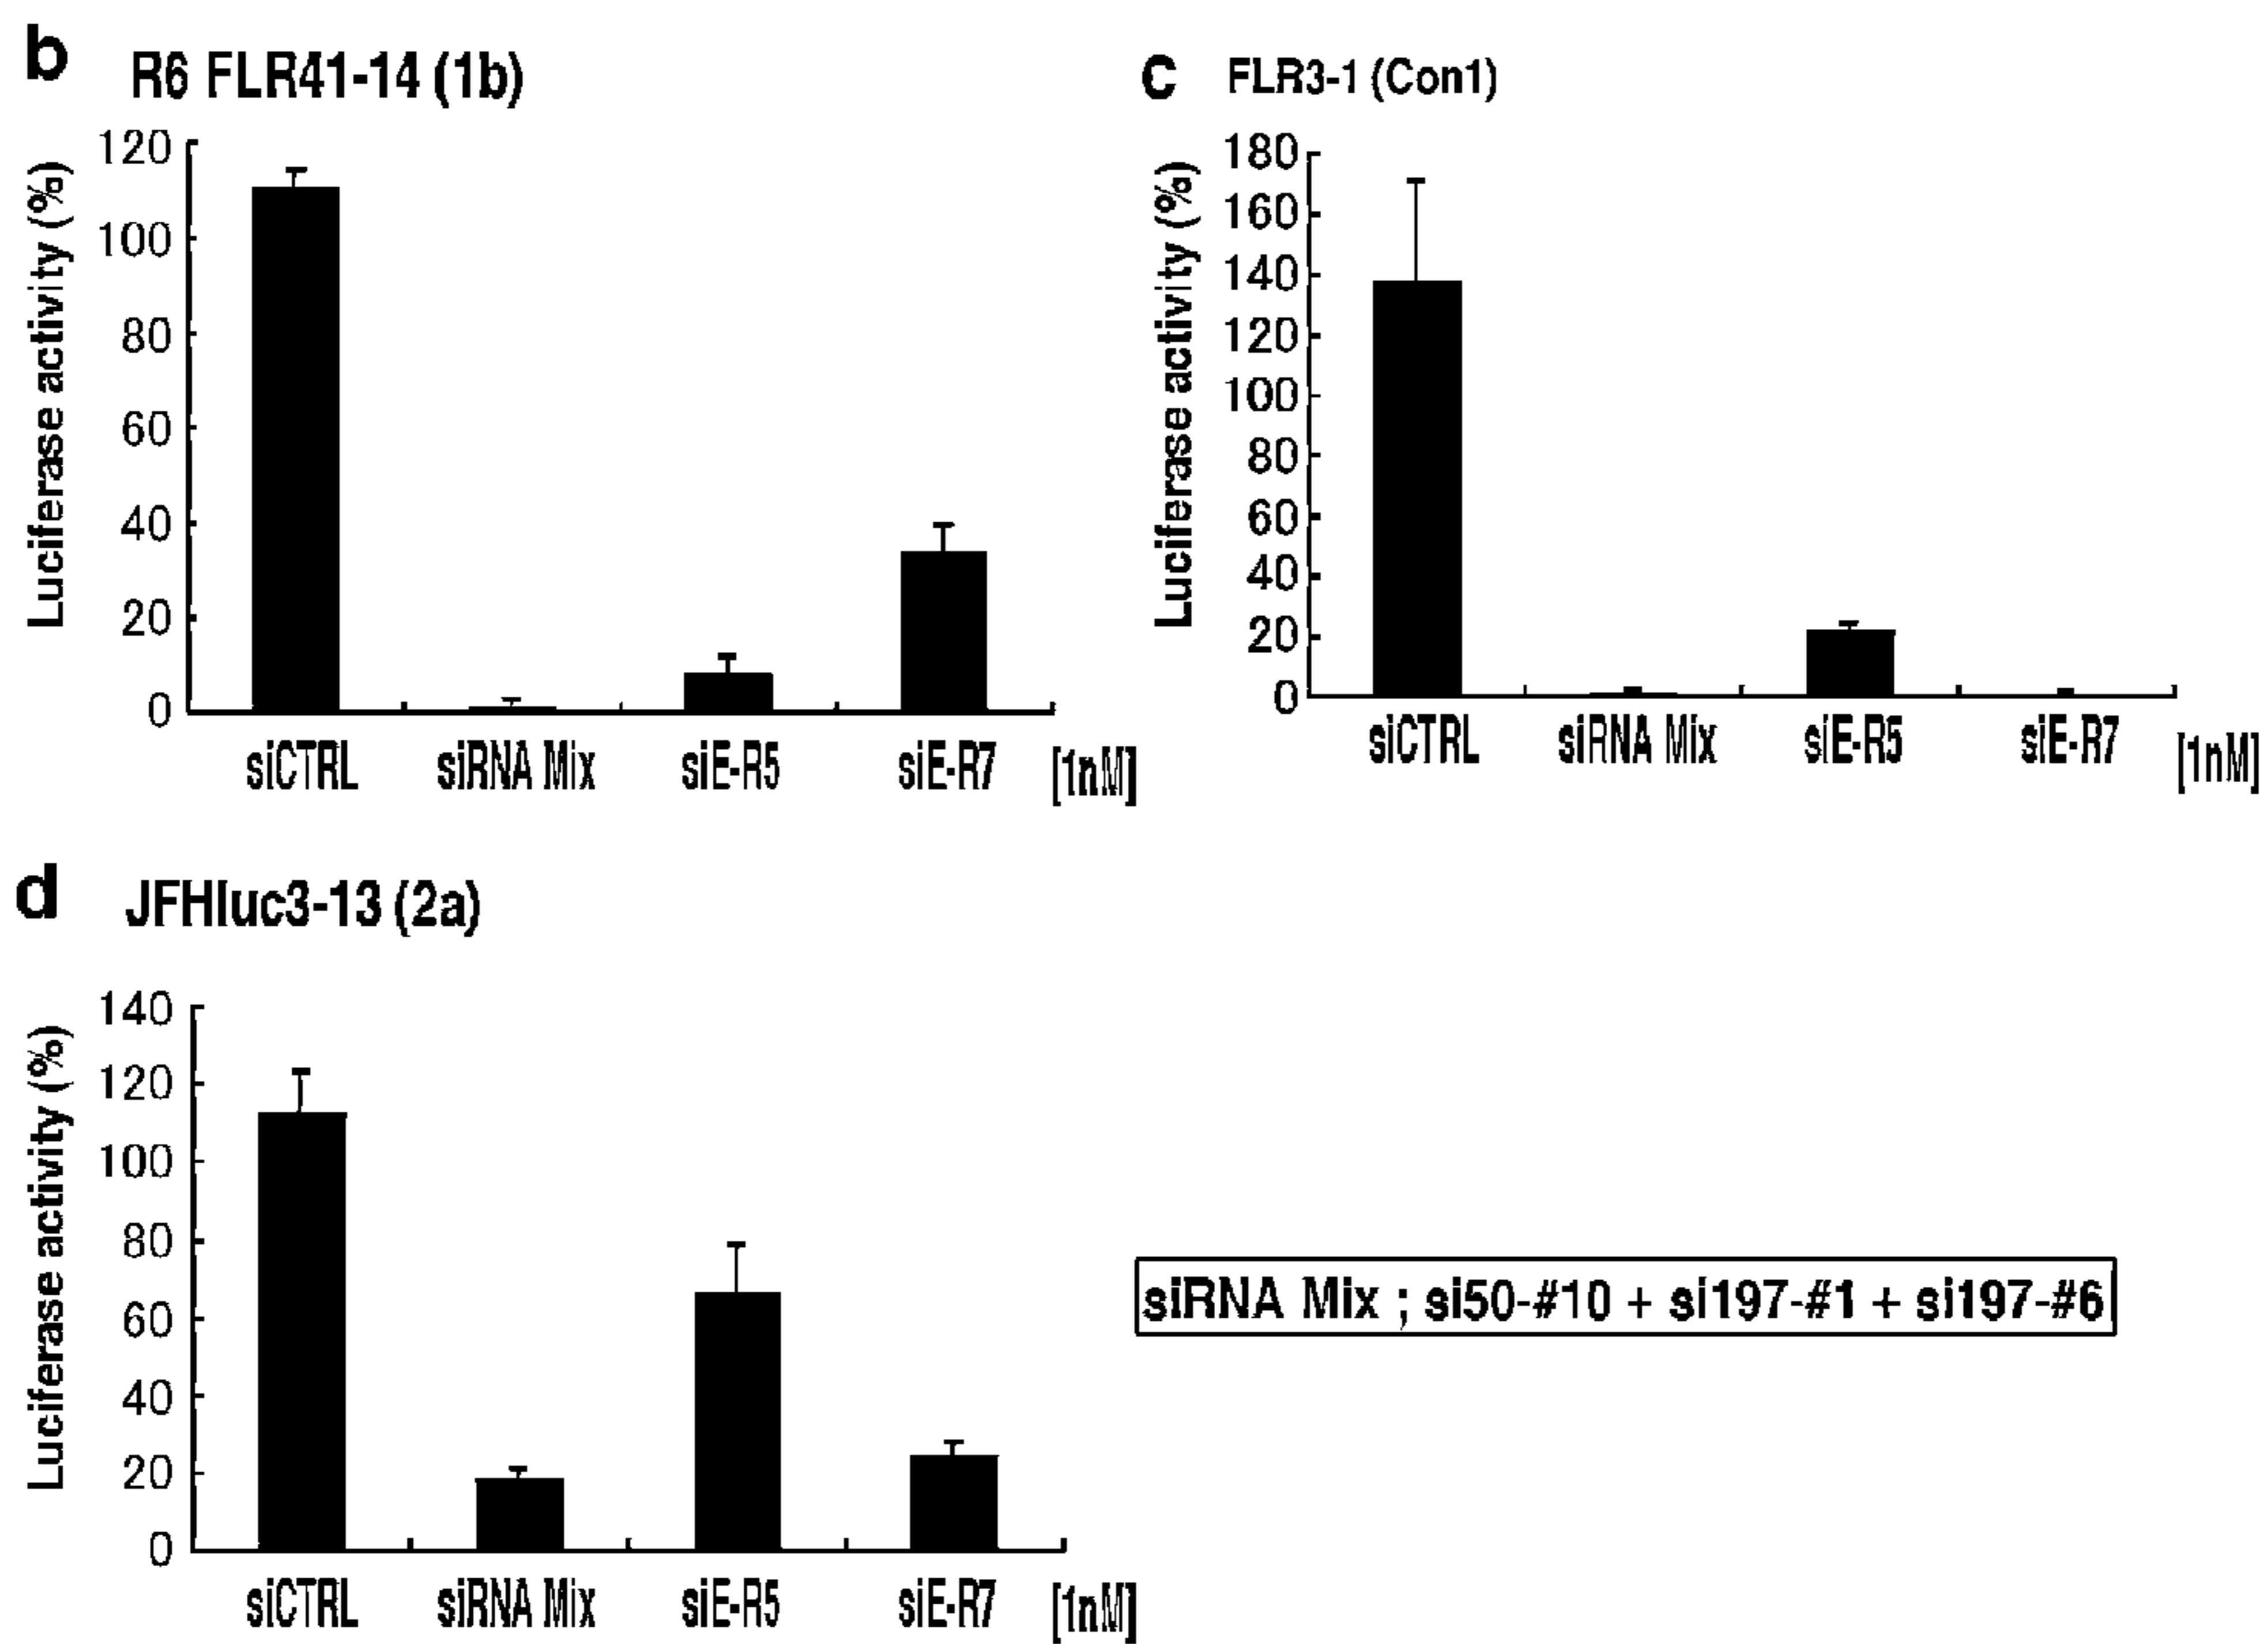 b R6 FLR41-14 (1b)
Luciferase activity (%)
120
100
80
60
40
20
0
siCTRL siRNA Mix siE-R5 siE-R7 [1nM]
c FLR3-1 (Con1)
Luciferase activity (%)
180
160
140
120
100
80
60
40
20
0
siCTRL siRNA Mix siE-R5 siE-R7 [1nM]
d JFHluc3-13 (2a)
Luciferase activity (%)
140
120
100
80
60
40
20
0
siCTRL siRNA Mix siE-R5 siE-R7 [1nM]
siRNA Mix ; si50-#10 + si197-#1 + si197-#6